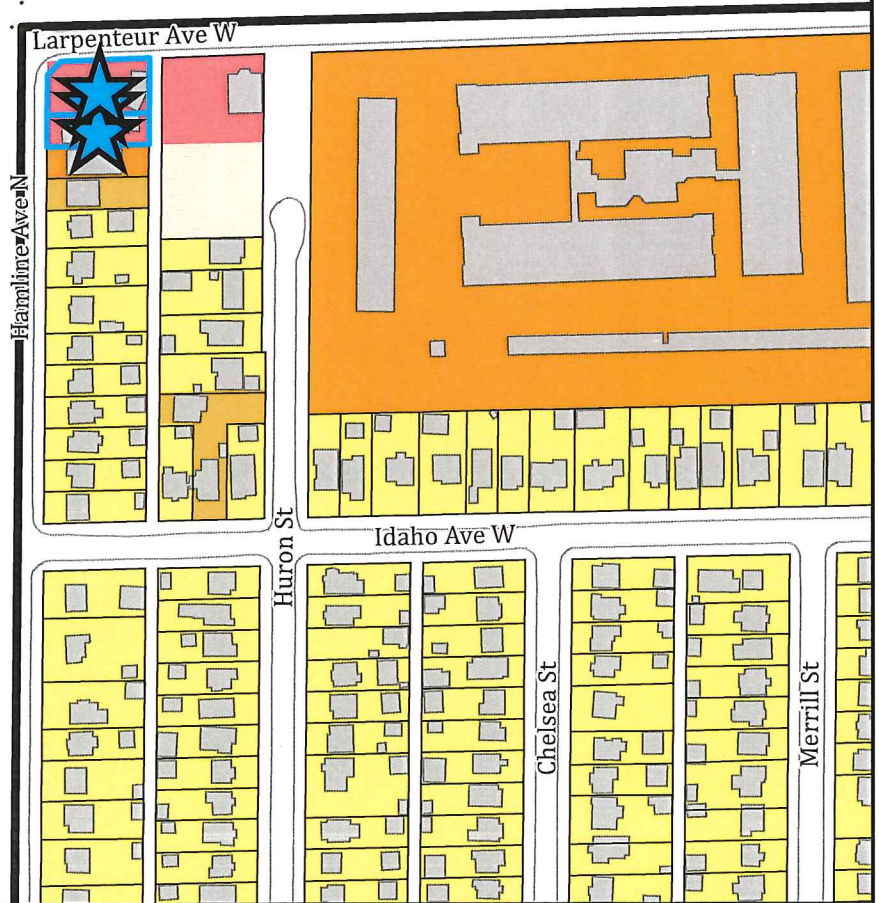 Larpenteur Ave W
Hamline Ave N
Huron St
Idaho Ave W
Chelsea St
Merrill St